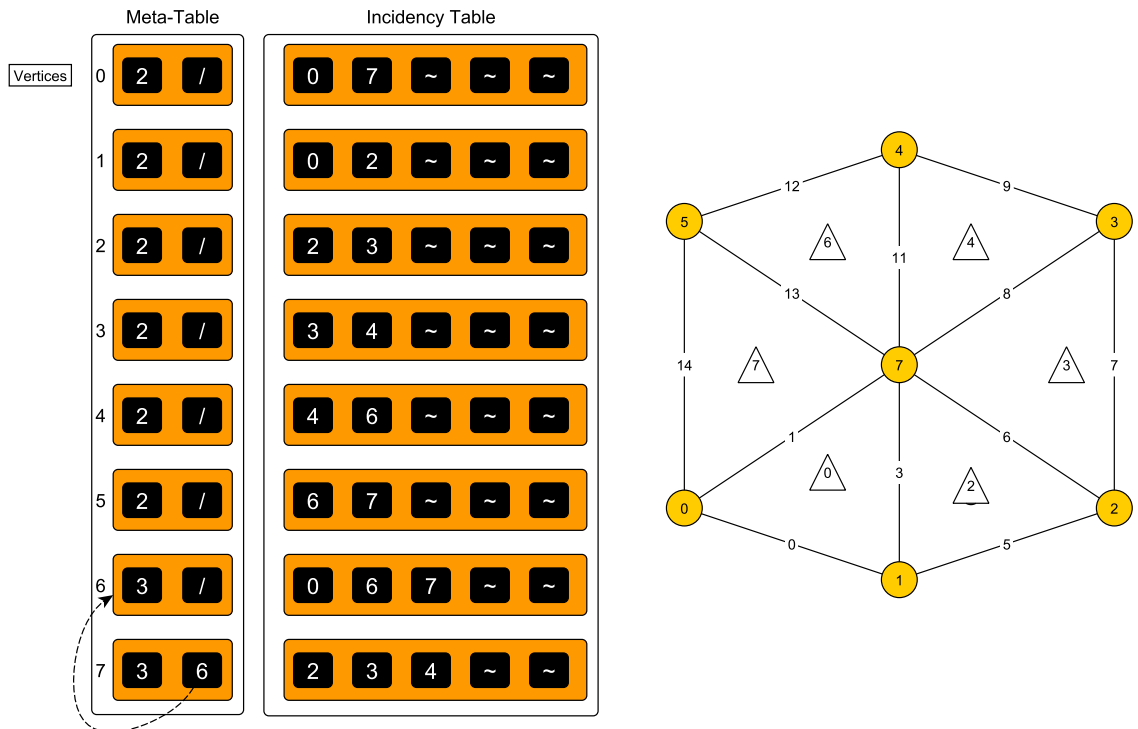 Meta-Table Incidency Table
Vertices 0 2 / 0 7 ~ ~ ~
1 2 / 0 2 ~ ~ ~
2 2 / 2 3 ~ ~ ~
3 2 / 3 4 ~ ~ ~
4 2 / 4 6 ~ ~ ~
5 2 / 6 7 ~ ~ ~
6 3 / 0 6 7 ~ ~
7 3 6 2 3 4 ~ ~
4
12 9
5 3
6 4
11
13 8
14 7 7 3 7
1 6
3
0 2
0 2
0 5
1